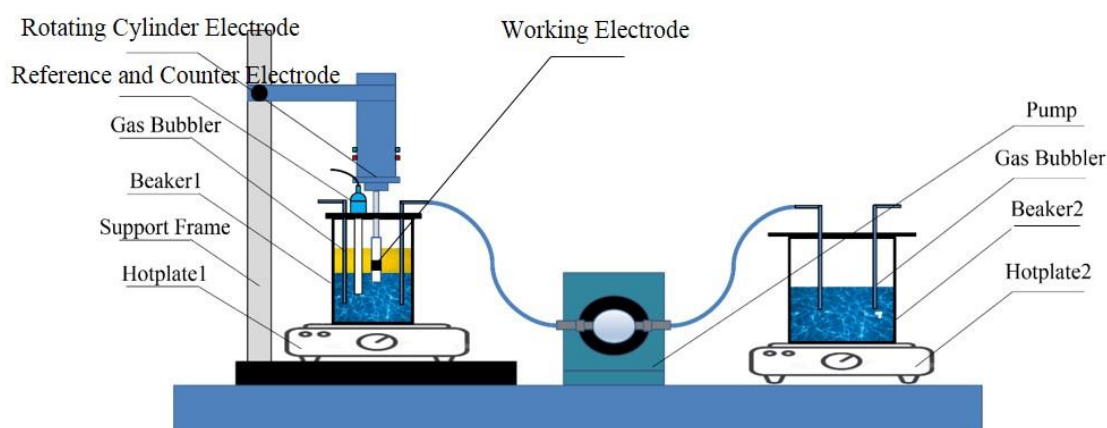 Rotating Cylinder Electrode
Working Electrode
Reference and Counter Electrode
Gas Bubbler
Beaker1
Support Frame
Hotplate1
Pump
Gas Bubbler
Beaker2
Hotplate2